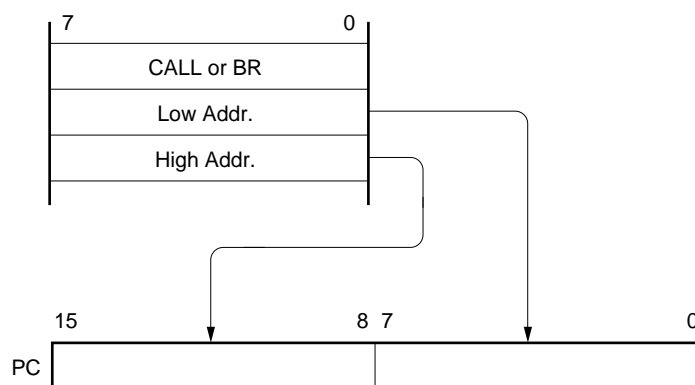 7 0
CALL or BR
Low Addr.
High Addr.
15 8 7 0
PC